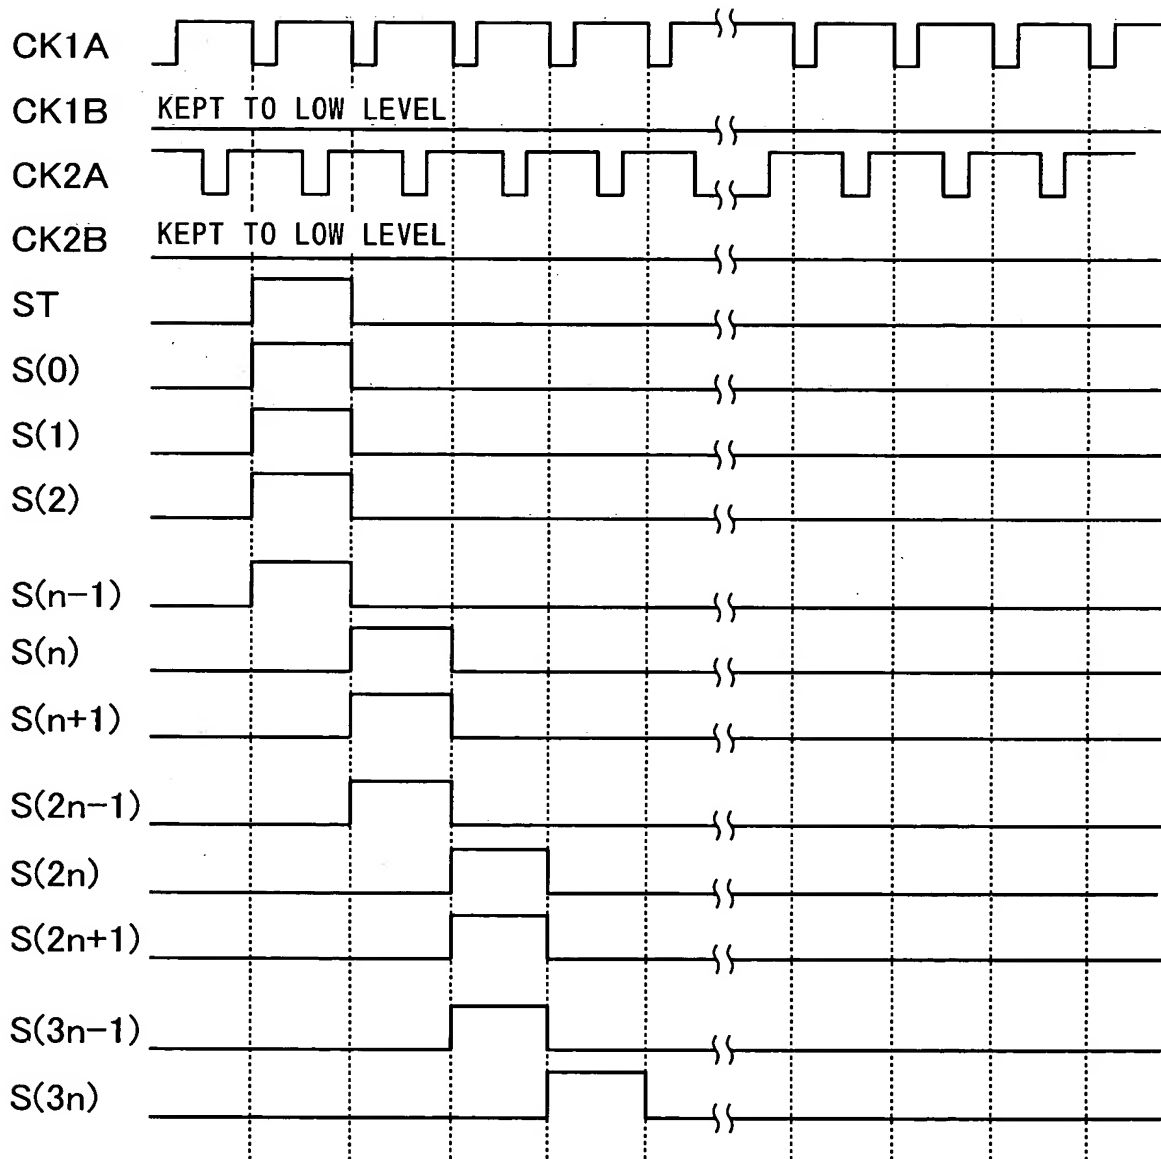 CK1A
CK1B KEPT TO LOW LEVEL
CK2A
CK2B KEPT TO LOW LEVEL
ST
S(0)
S(1)
S(2)
S(n-1)
S(n)
S(n+1)
S(2n-1)
S(2n)
S(2n+1)
S(3n-1)
S(3n)